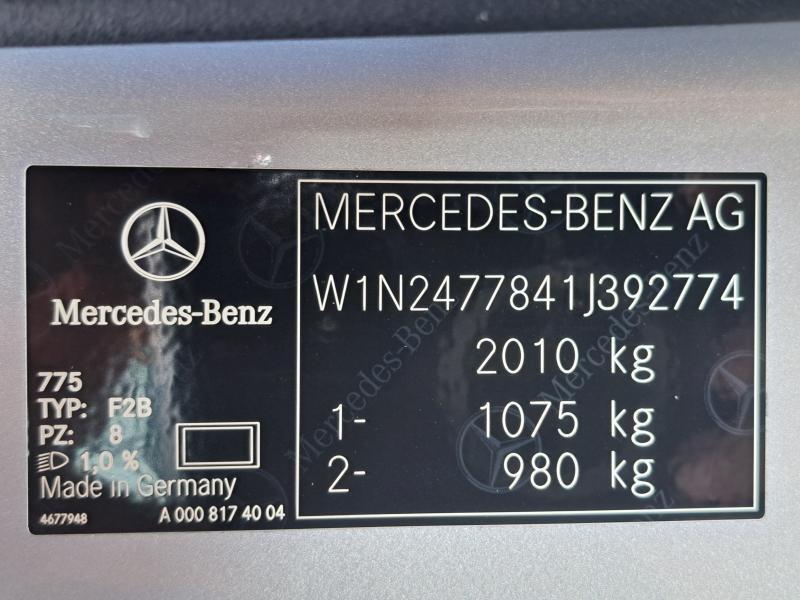 Mercedes-Benz
775
TYP: F2B
PZ: 8
1,0 %
Made in Germany
4677948 A 000 817 40 04
MERCEDES-BENZ AG
W1N2477841J392774
2010 kg
1- 1075 kg
2- 980 kg